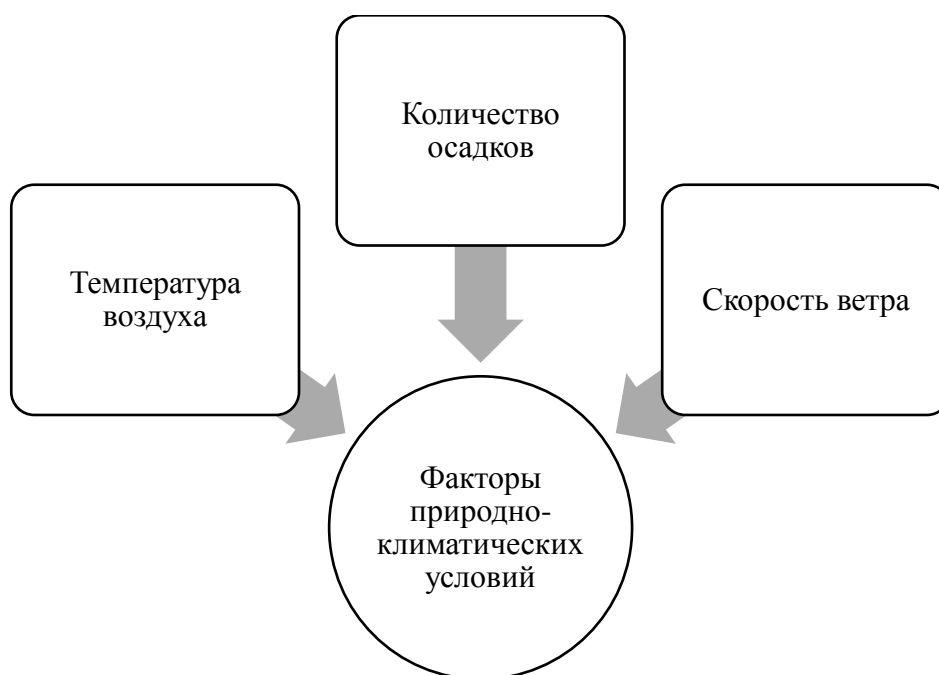 Количество
осадков
Температура
воздуха
Скорость ветра
Факторы
природно-
климатических
условий